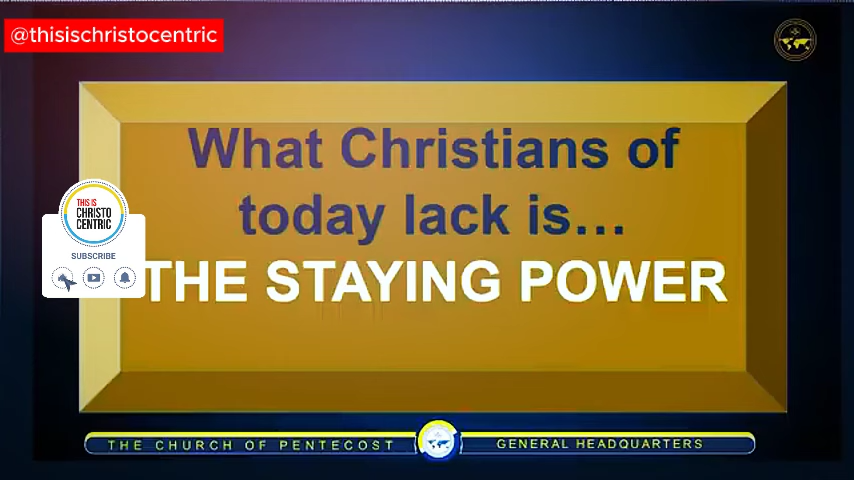 @thisischristocentric
What Christians of
today lack is...
THE STAYING POWER
THIS IS
CHRISTO
CENTRIC
SUBSCRIBE
THE CHURCH OF PENTECOST
GENERAL HEADQUARTERS